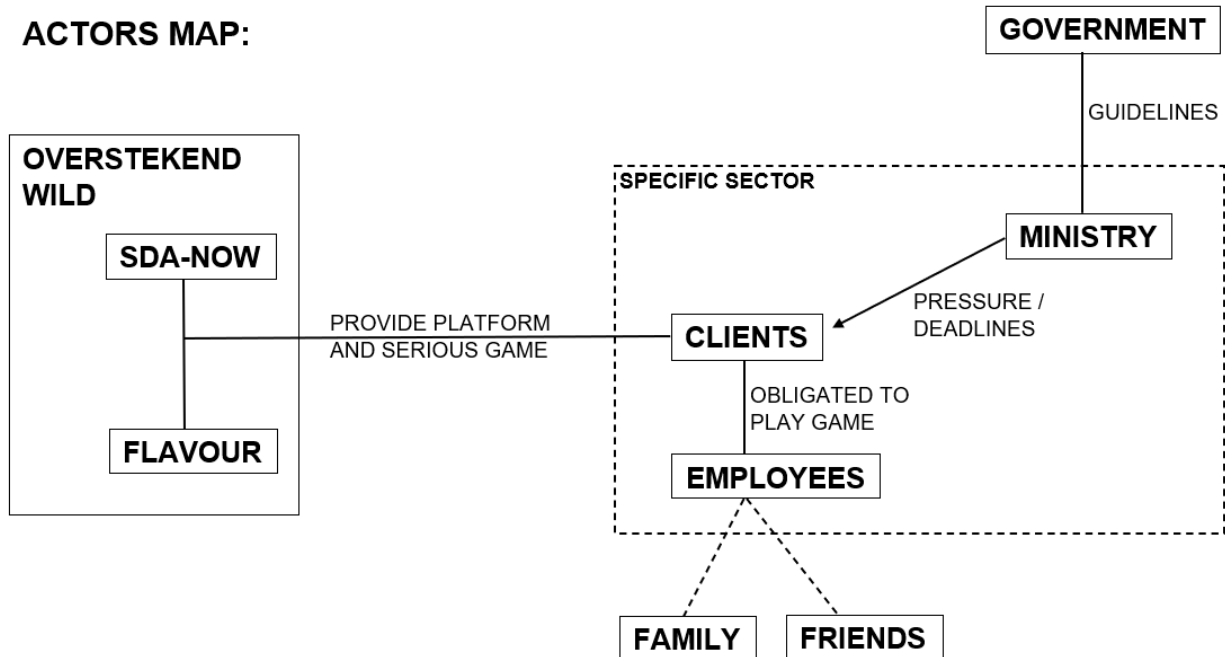 ACTORS MAP:
GOVERNMENT
GUIDELINES
OVERSTEKEND
WILD
SDA-NOW
FLAVOUR
PROVIDE PLATFORM
AND SERIOUS GAME
SPECIFIC SECTOR
MINISTRY
PRESSURE /
DEADLINES
CLIENTS
OBLIGATED TO
PLAY GAME
EMPLOYEES
FAMILY
FRIENDS